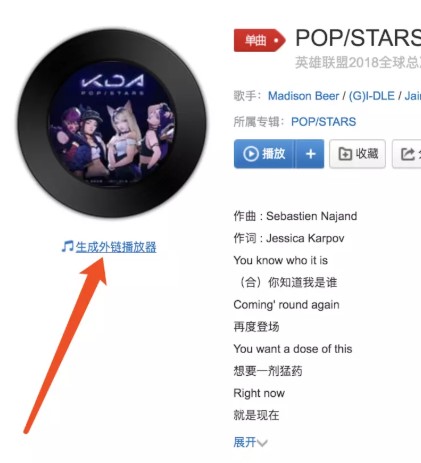 单曲
POP/STARS
英雄联盟2018全球总
歌手： Madison Beer / (G)I-DLE / Jai
所属专辑： POP/STARS
播放
+
收藏
K/DA
POP/STARS
生成外链播放器
作曲 : Sebastien Najand
作词 : Jessica Karpov
You know who it is
（合）你知道我是谁
Coming' round again
再度登场
You want a dose of this
想要一剂猛药
Right now
就是现在
展开